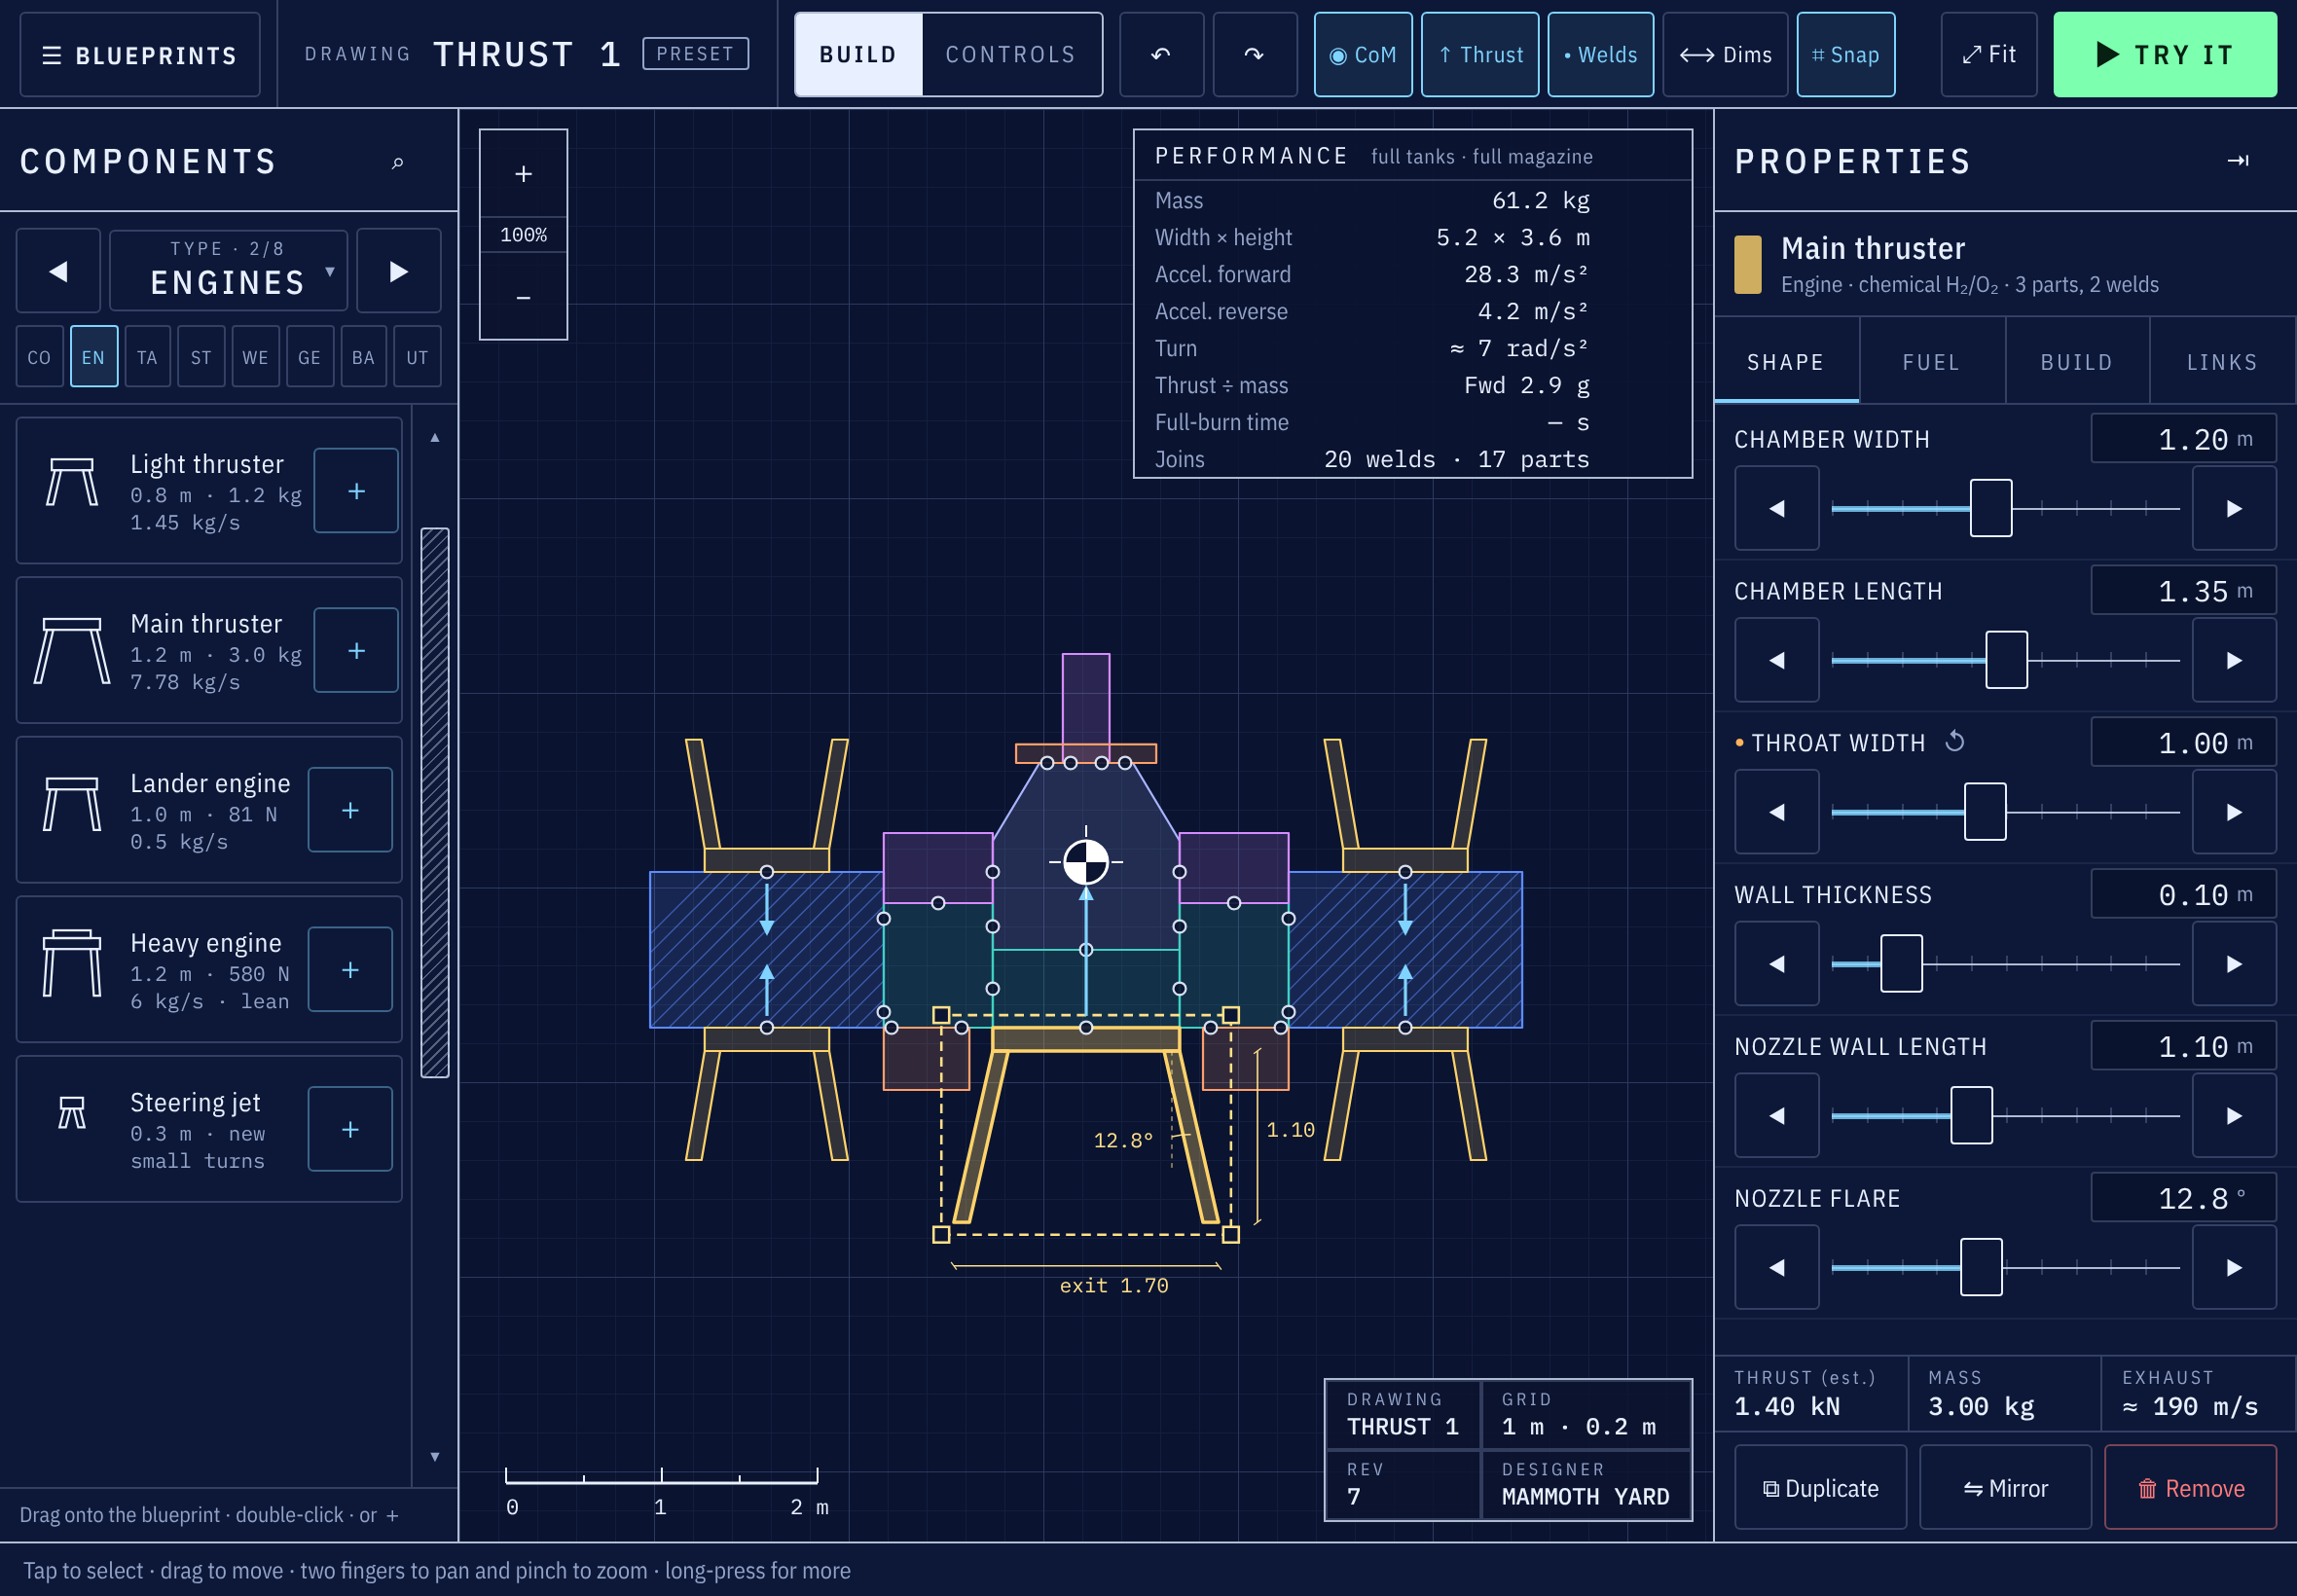 ☰ BLUEPRINTS
DRAWING THRUST 1 PRESET
BUILD CONTROLS
↶ ↷
◉ CoM ↑ Thrust • Welds ⟷ Dims ⌗ Snap
⤢ Fit
▶ TRY IT
COMPONENTS ⌕
◀ TYPE · 2/8 ▶
ENGINES ▼
CO EN TA ST WE GE BA UT
Light thruster
0.8 m · 1.2 kg
1.45 kg/s
+
Main thruster
1.2 m · 3.0 kg
7.78 kg/s
+
Lander engine
1.0 m · 81 N
0.5 kg/s
+
Heavy engine
1.2 m · 580 N
6 kg/s · lean
+
Steering jet
0.3 m · new
small turns
+
Drag onto the blueprint · double-click · or +
+
100%
−
PERFORMANCE full tanks · full magazine
Mass 61.2 kg
Width × height 5.2 × 3.6 m
Accel. forward 28.3 m/s²
Accel. reverse 4.2 m/s²
Turn ≈ 7 rad/s²
Thrust ÷ mass Fwd 2.9 g
Full-burn time — s
Joins 20 welds · 17 parts
12.8°
1.10
exit 1.70
0 1 2 m
DRAWING
THRUST 1
GRID
1 m · 0.2 m
REV
7
DESIGNER
MAMMOTH YARD
PROPERTIES ⇥
Main thruster
Engine · chemical H₂/O₂ · 3 parts, 2 welds
SHAPE FUEL BUILD LINKS
CHAMBER WIDTH 1.20 m
CHAMBER LENGTH 1.35 m
• THROAT WIDTH 1.00 m
WALL THICKNESS 0.10 m
NOZZLE WALL LENGTH 1.10 m
NOZZLE FLARE 12.8 °
THRUST (est.)
1.40 kN
MASS
3.00 kg
EXHAUST
≈ 190 m/s
⧉ Duplicate
⇋ Mirror
🗑 Remove
Tap to select · drag to move · two fingers to pan and pinch to zoom · long-press for more